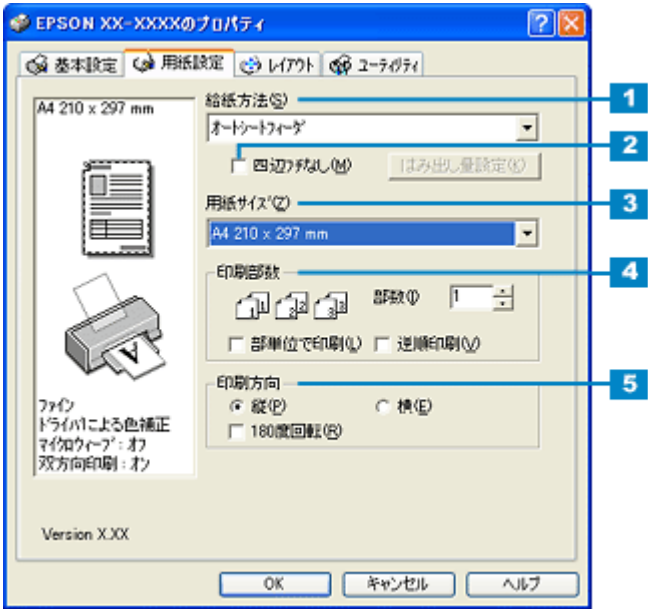 EPSON XX-XXXXのプロパティ
基本設定 用紙設定 レイアウト ユーティリティ
A4 210 x 297 mm
給紙方法(S)
1
オートシートフィーダ
2
四辺フチなし(M) はみ出し量設定(K)
用紙サイズ(Z)
3
A4 210 x 297 mm
印刷部数
4
1 1 2 2 3 3
部数(I) 1
部単位で印刷(L) 逆順印刷(V)
印刷方向
5
縦(P) 横(E)
180度回転(R)
A
ファイン
ドライバによる色補正
マイクロウィーブ : オフ
双方向印刷 : オン
Version X.XX
OK キャンセル ヘルプ